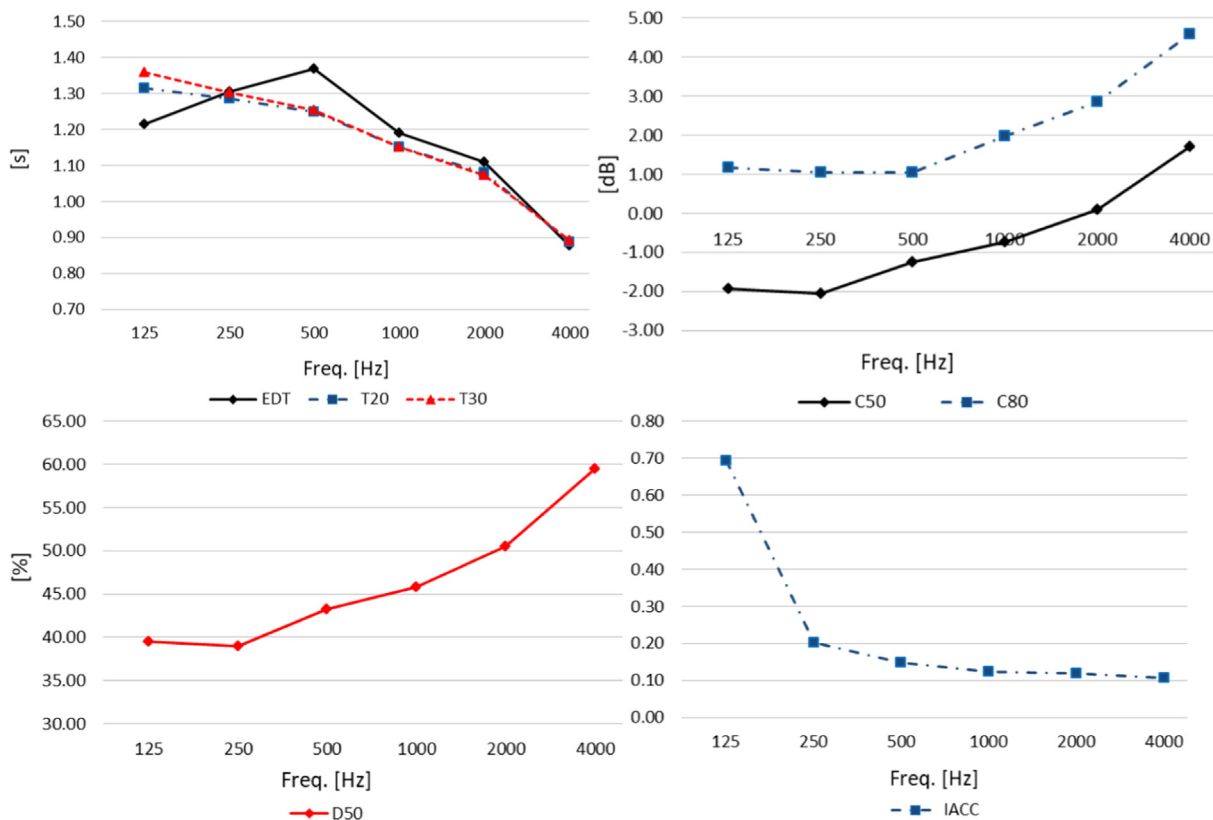 1.50
1.40
1.30
1.20
1.10
1.00
0.90
0.80
0.70
[s]
125 250 500 1000 2000 4000
Freq. [Hz]
EDT T20 T30
5.00
4.00
3.00
2.00
1.00
0.00
-1.00
-2.00
-3.00
[dB]
125 250 500 1000 2000 4000
Freq. [Hz]
C50 C80
65.00
60.00
55.00
50.00
45.00
40.00
35.00
30.00
[%]
125 250 500 1000 2000 4000
Freq. [Hz]
D50
0.80
0.70
0.60
0.50
0.40
0.30
0.20
0.10
0.00
125 250 500 1000 2000 4000
Freq. [Hz]
IACC